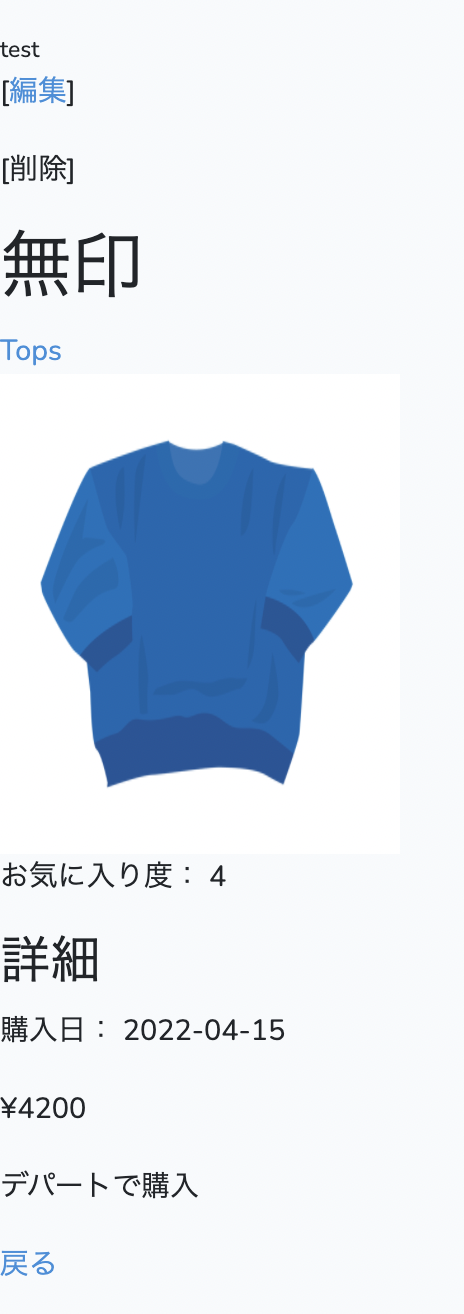 test
[編集]
[削除]
無印
Tops
お気に入り度： 4
詳細
購入日： 2022-04-15
¥4200
デパートで購入
戻る